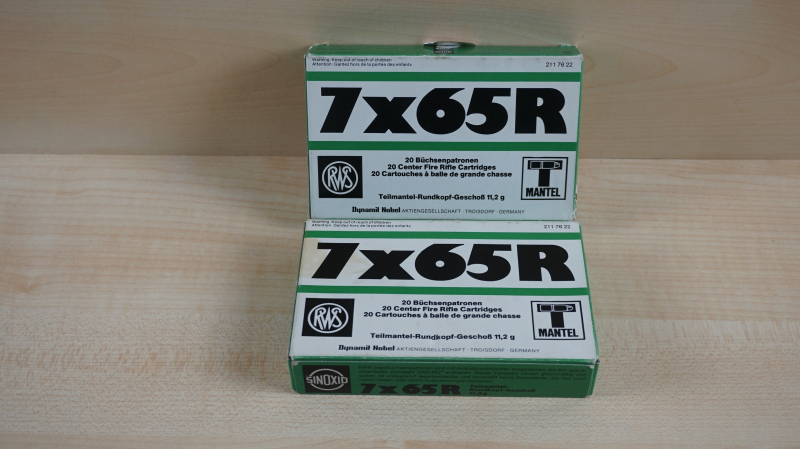 Warning: Keep out of reach of children
Attention: Gardez hors de la portee des enfants
211 76 22
7x65R
20 Büchsenpatronen
20 Center Fire Rifle Cartridges
20 Cartouches à balle de grande chasse
RWS
T
MANTEL
Teilmantel-Rundkopf-Geschoß 11,2 g
Dynamit Nobel AKTIENGESELLSCHAFT · TROISDORF · GERMANY
Warning: Keep out of reach of children
Attention: Gardez hors de la portee des enfants
211 76 22
7x65R
20 Büchsenpatronen
20 Center Fire Rifle Cartridges
20 Cartouches à balle de grande chasse
RWS
T
MANTEL
Teilmantel-Rundkopf-Geschoß 11,2 g
Dynamit Nobel AKTIENGESELLSCHAFT · TROISDORF · GERMANY
SINOXID
7x65R